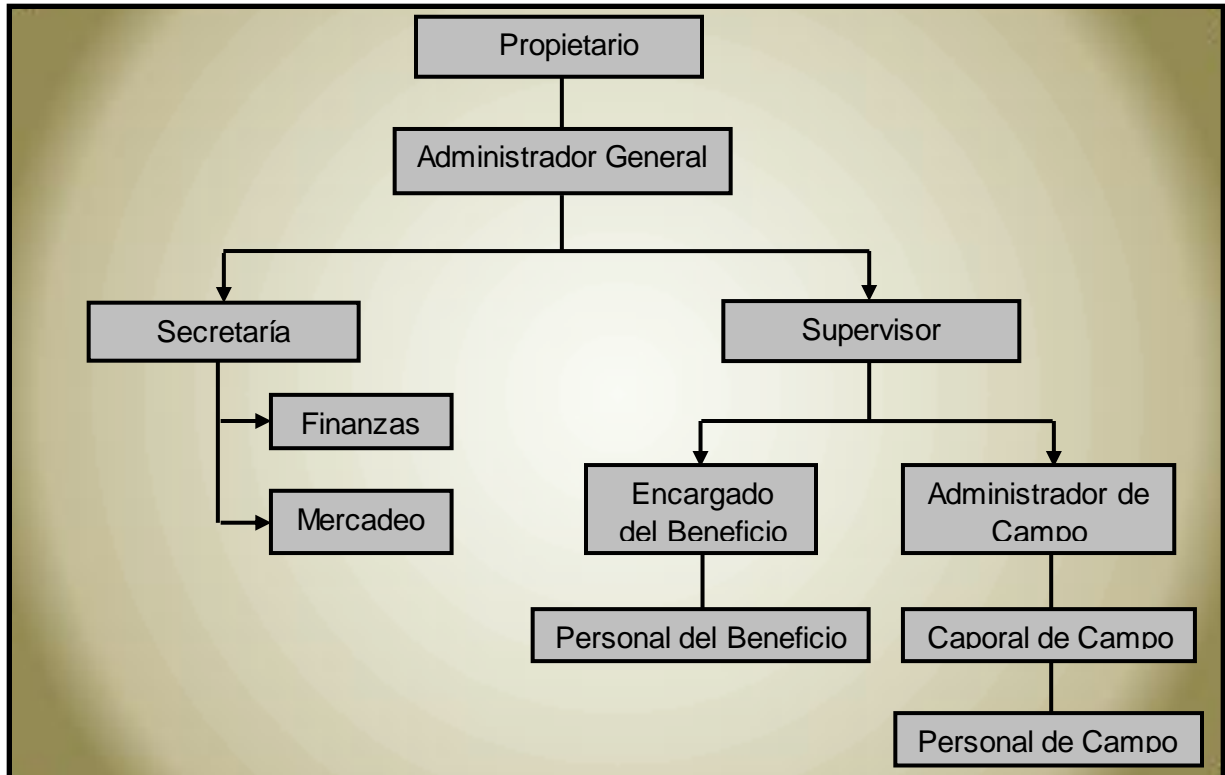 Propietario
Administrador General
Secretaría
Supervisor
Finanzas
Mercadeo
Encargado
del Beneficio
Administrador de
Campo
Personal del Beneficio
Caporal de Campo
Personal de Campo